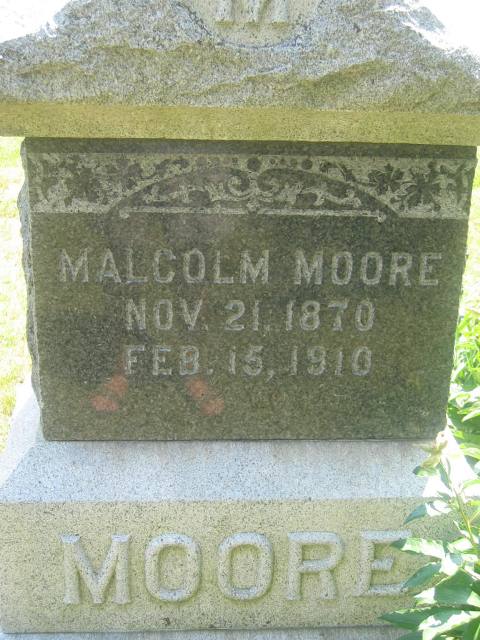 M
MALCOLM MOORE
NOV. 21, 1870
FEB. 15, 1910
MOORE